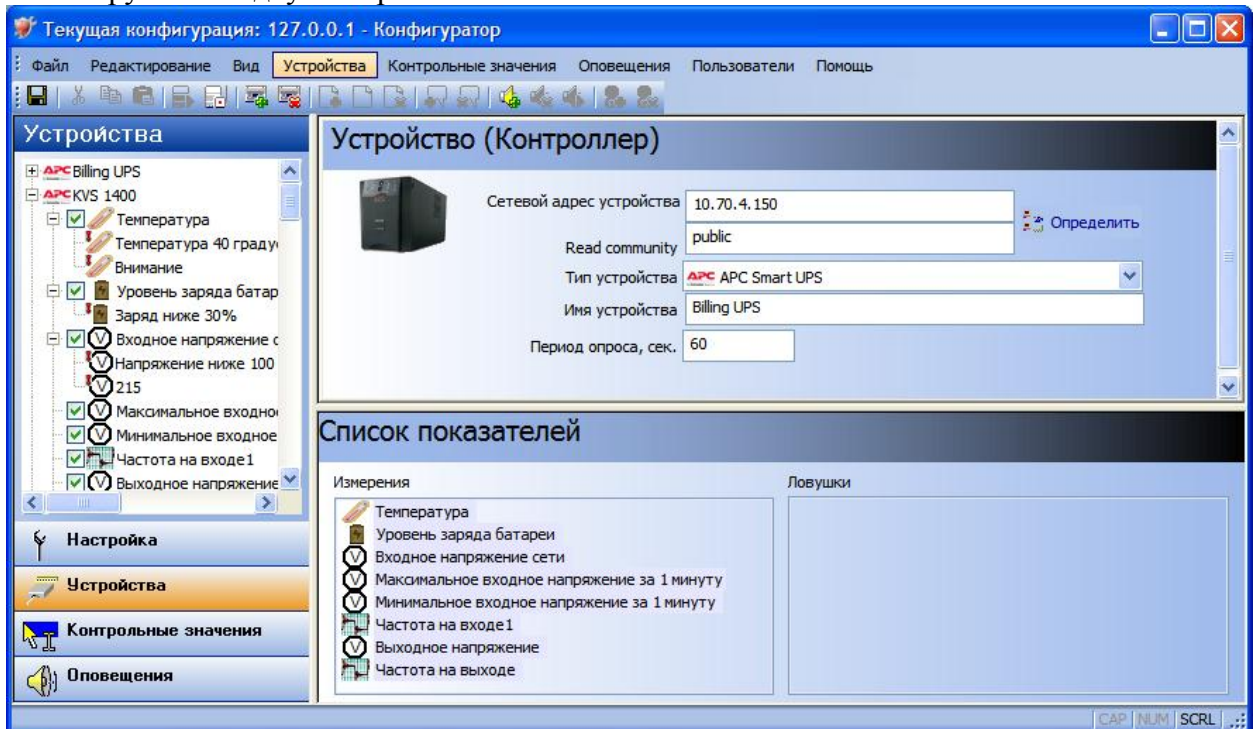 Текущая конфигурация: 127.0.0.1 - Конфигуратор
Файл Редактирование Вид Устройства Контрольные значения Оповещения Пользователи Помощь
Устройства
APC Billing UPS
APC KVS 1400
Температура
Температура 40 граду
Внимание
Уровень заряда батар
Заряд ниже 30%
Входное напряжение с
Напряжение ниже 100
215
Максимальное входно
Минимальное входное
Частота на входе1
Выходное напряжение
Настройка
Устройства
Контрольные значения
Оповещения
Устройство (Контроллер)
Сетевой адрес устройства 10.70.4.150
Определить
Read community public
Тип устройства APC APC Smart UPS
Имя устройства Billing UPS
Период опроса, сек. 60
Список показателей
Измерения
Температура
Уровень заряда батареи
Входное напряжение сети
Максимальное входное напряжение за 1 минуту
Минимальное входное напряжение за 1 минуту
Частота на входе1
Выходное напряжение
Частота на выходе
Ловушки
CAP NUM SCRL